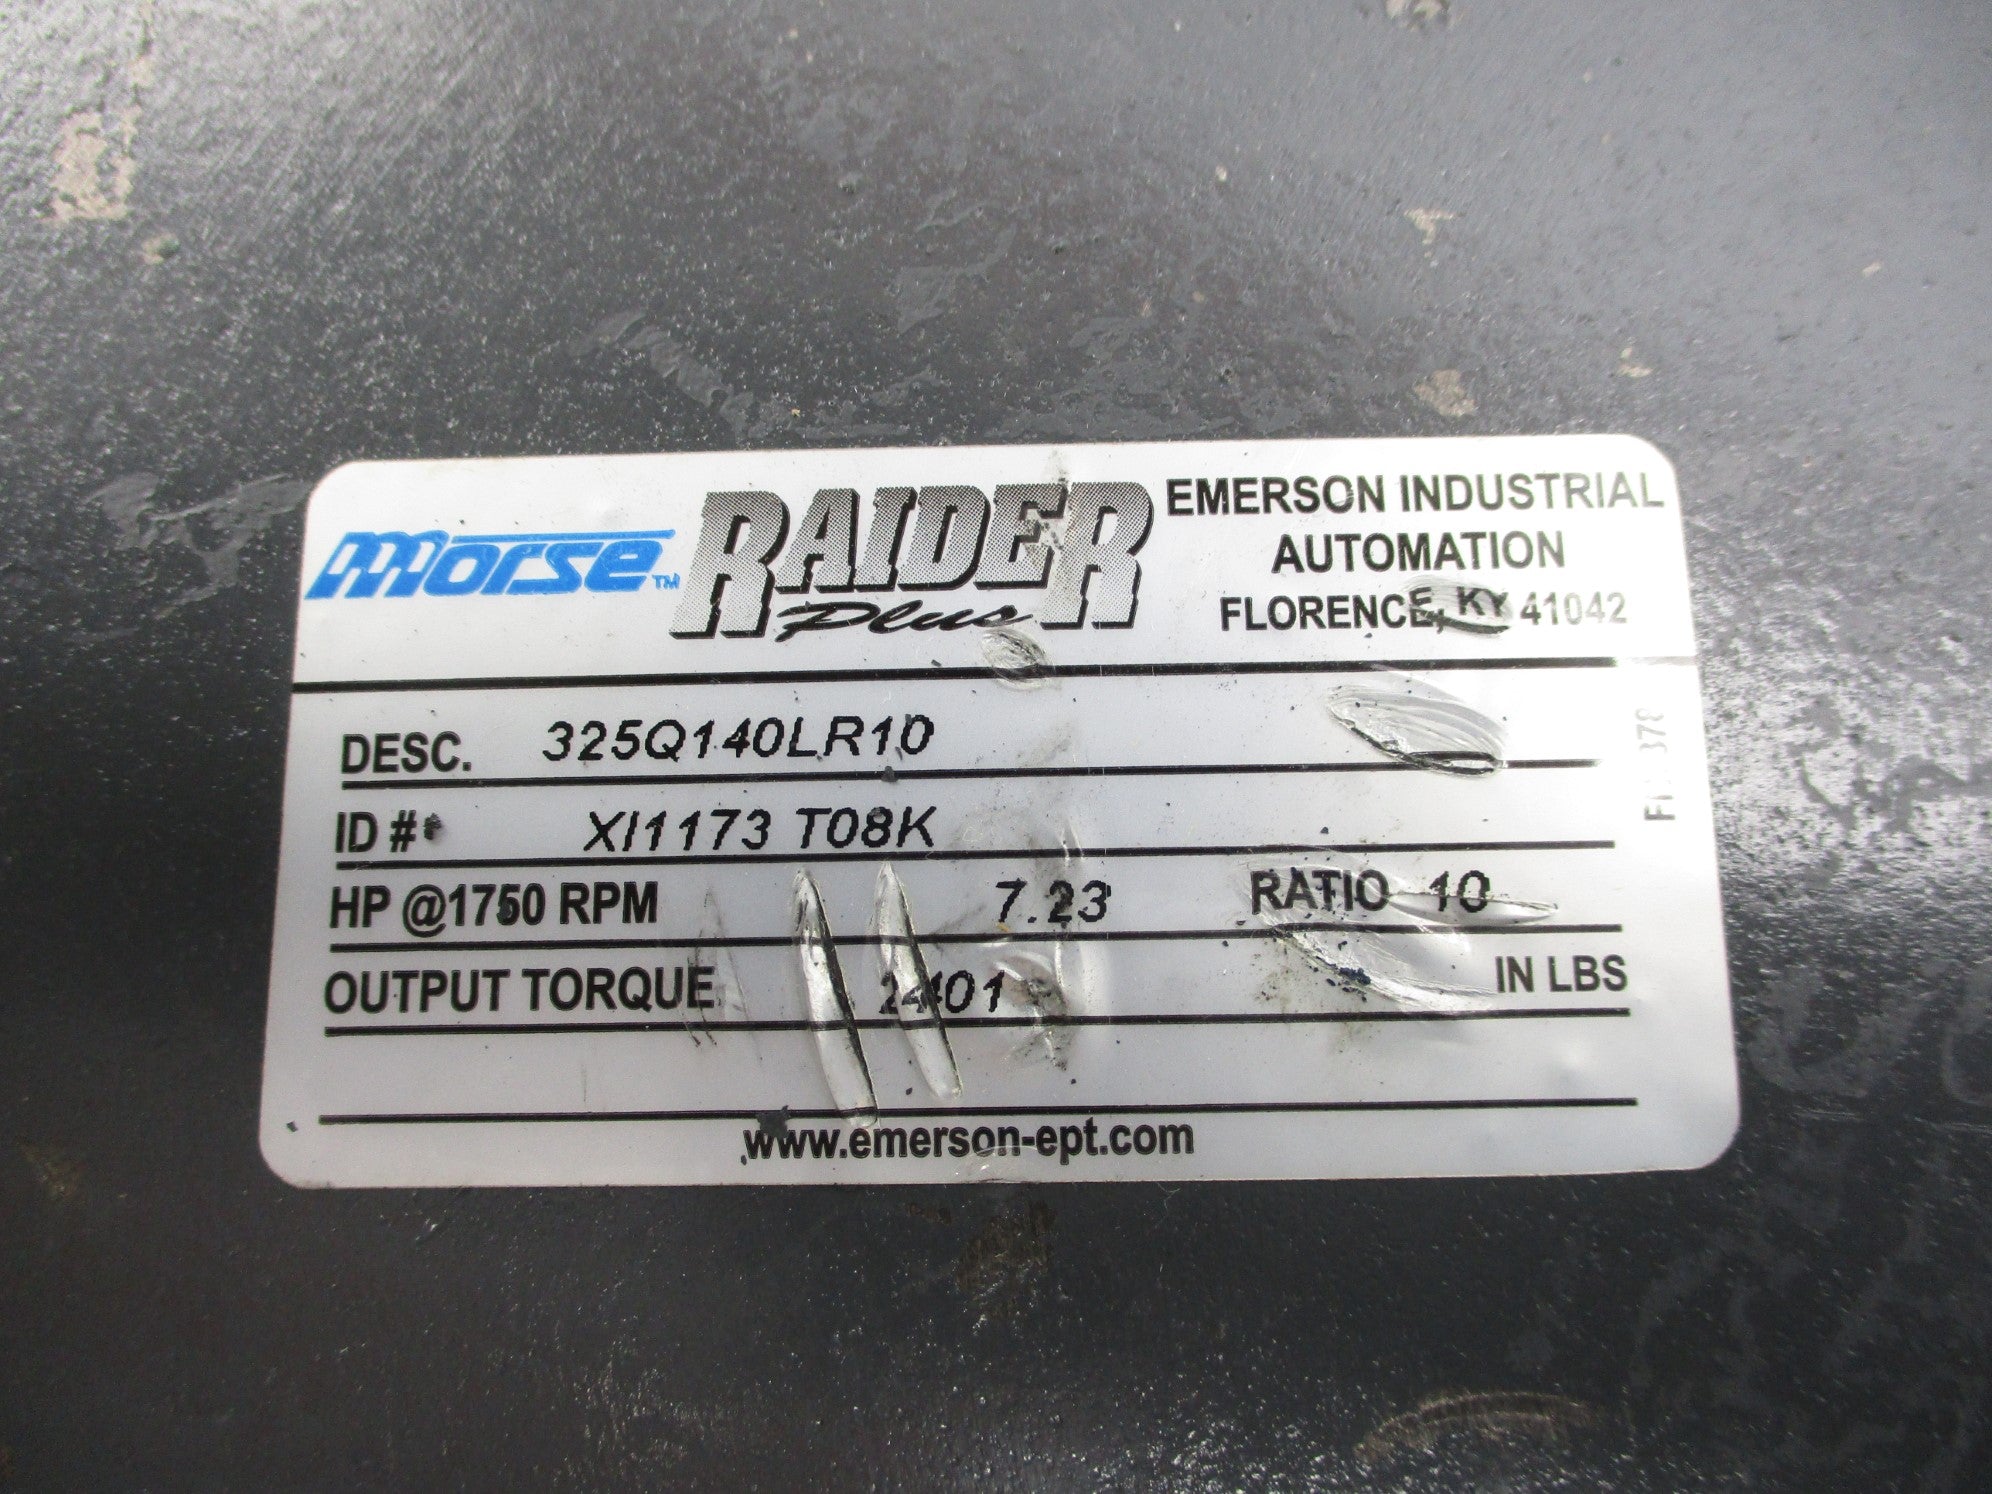 morse™ RAIDER Plus
EMERSON INDUSTRIAL
AUTOMATION
FLORENCE, KY 41042
DESC. 325Q140LR10
ID # XI1173 T08K
HP @1750 RPM 7.23 RATIO 10
OUTPUT TORQUE 2401 IN LBS
www.emerson-ept.com